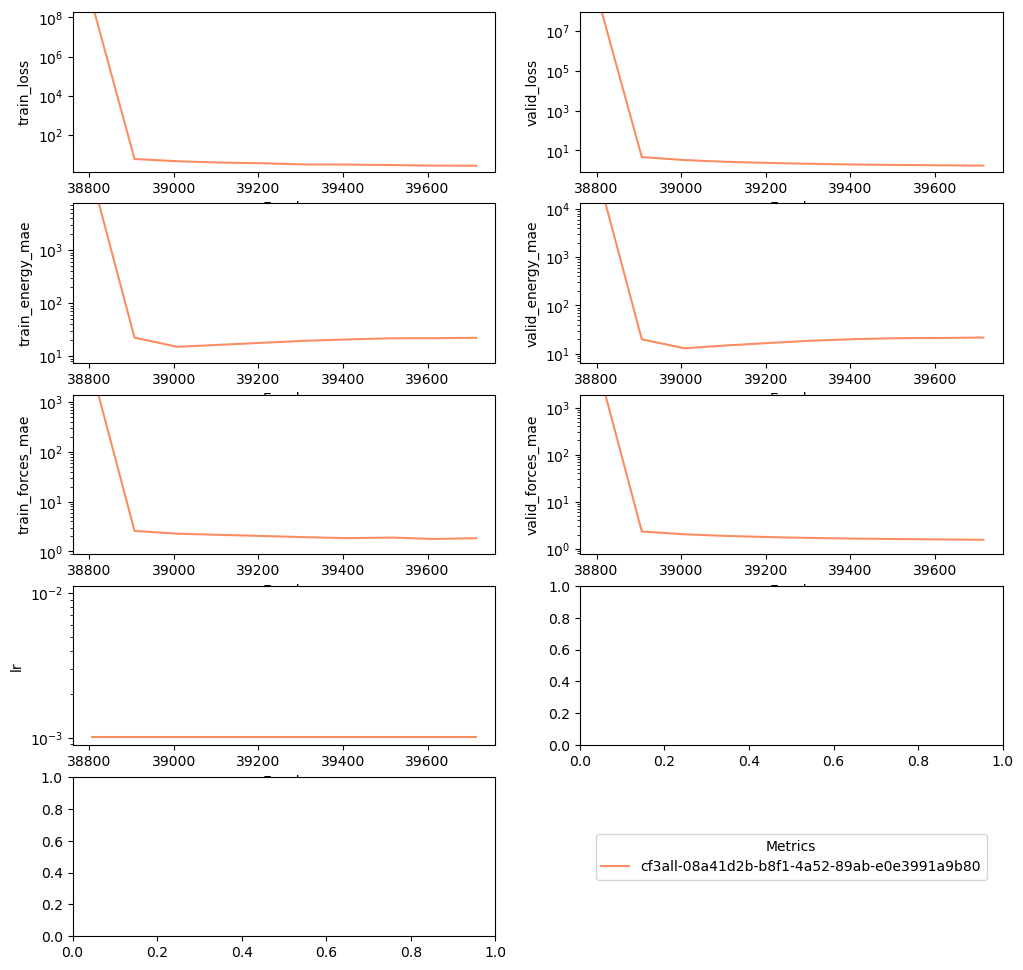 10^8
10^6
10^4
10^2
train_loss
38800 39000 39200 39400 39600
10^7
10^5
10^3
10^1
valid_loss
38800 39000 39200 39400 39600
10^3
10^2
10^1
train_energy_mae
38800 39000 39200 39400 39600
10^4
10^3
10^2
10^1
valid_energy_mae
38800 39000 39200 39400 39600
10^3
10^2
10^1
10^0
train_forces_mae
38800 39000 39200 39400 39600
10^3
10^2
10^1
10^0
valid_forces_mae
38800 39000 39200 39400 39600
10^-2
10^-3
lr
38800 39000 39200 39400 39600
1.0
0.8
0.6
0.4
0.2
0.0
0.0 0.2 0.4 0.6 0.8 1.0
1.0
0.8
0.6
0.4
0.2
0.0
0.0 0.2 0.4 0.6 0.8 1.0
Metrics
cf3all-08a41d2b-b8f1-4a52-89ab-e0e3991a9b80